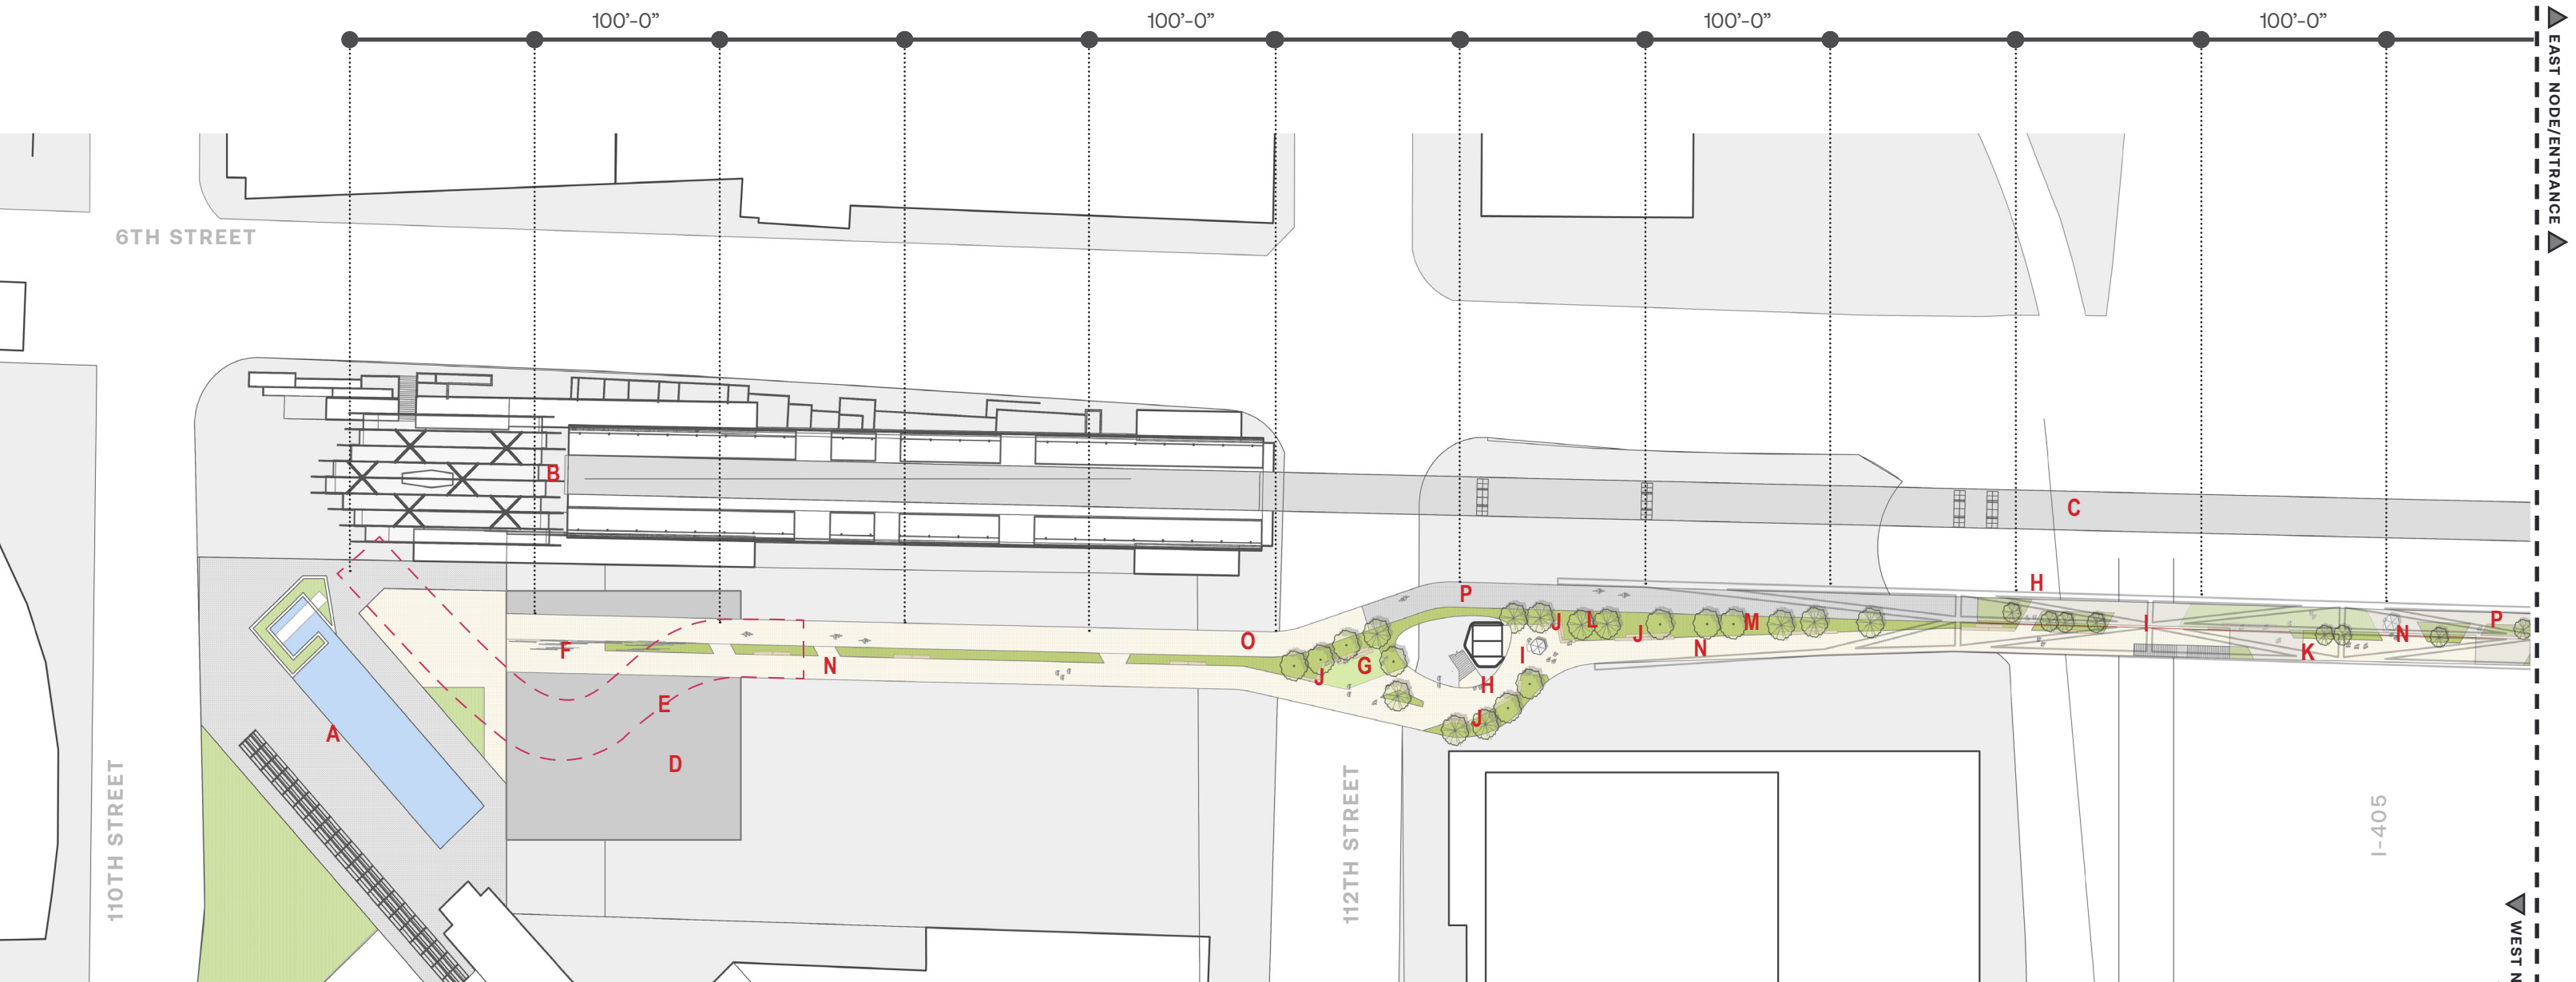 100'-0"
100'-0"
100'-0"
100'-0"
EAST NODE/ENTRANCE
6TH STREET
B
C
H
P
O
J
L
J
M
I
N
P
F
N
J
G
I
N
K
H
E
J
A
D
110TH STREET
112TH STREET
I-405
WEST N